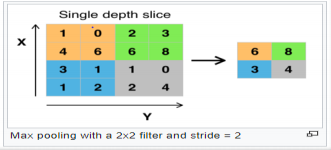 Single depth slice
X
1 0 2 3
4 6 6 8
3 1 1 0
1 2 2 4
6 8
3 4
Y
Max pooling with a 2x2 filter and stride = 2